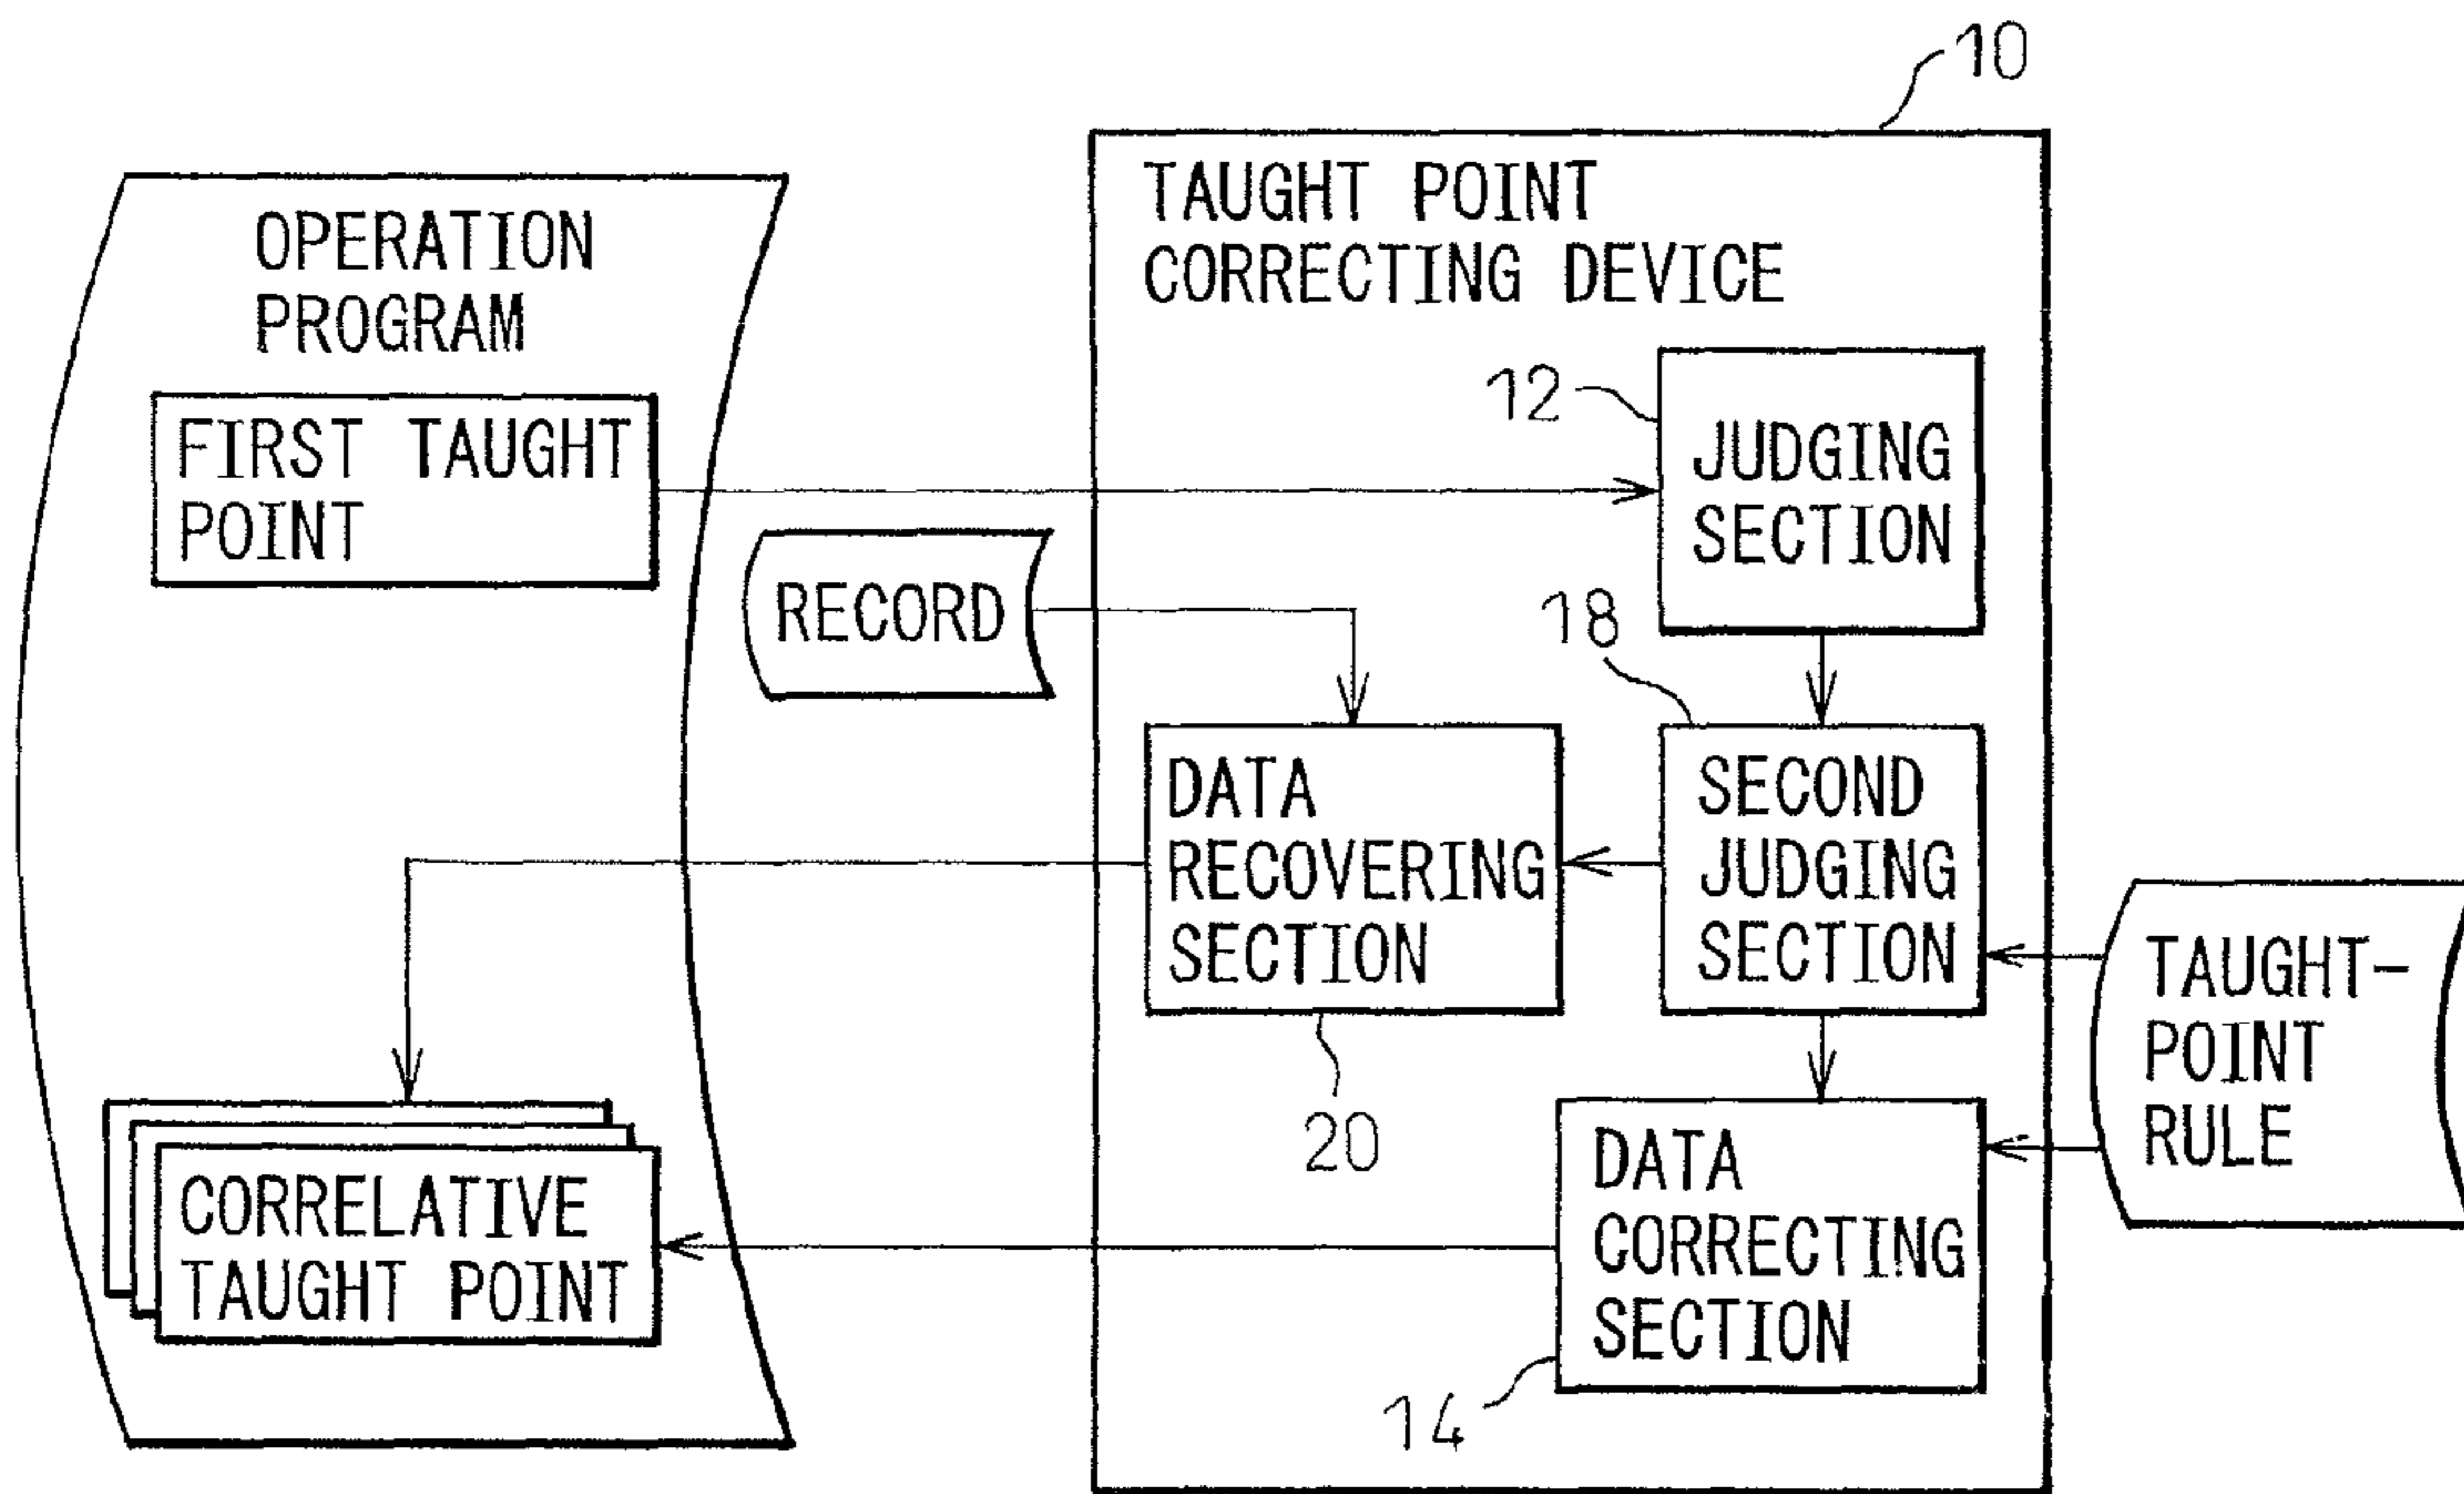 10
OPERATION
PROGRAM
FIRST TAUGHT
POINT
RECORD
CORRELATIVE
TAUGHT POINT
TAUGHT POINT
CORRECTING DEVICE
12
JUDGING
SECTION
18
SECOND
JUDGING
SECTION
DATA
RECOVERING
SECTION
20
DATA
CORRECTING
SECTION
14
TAUGHT-
POINT
RULE